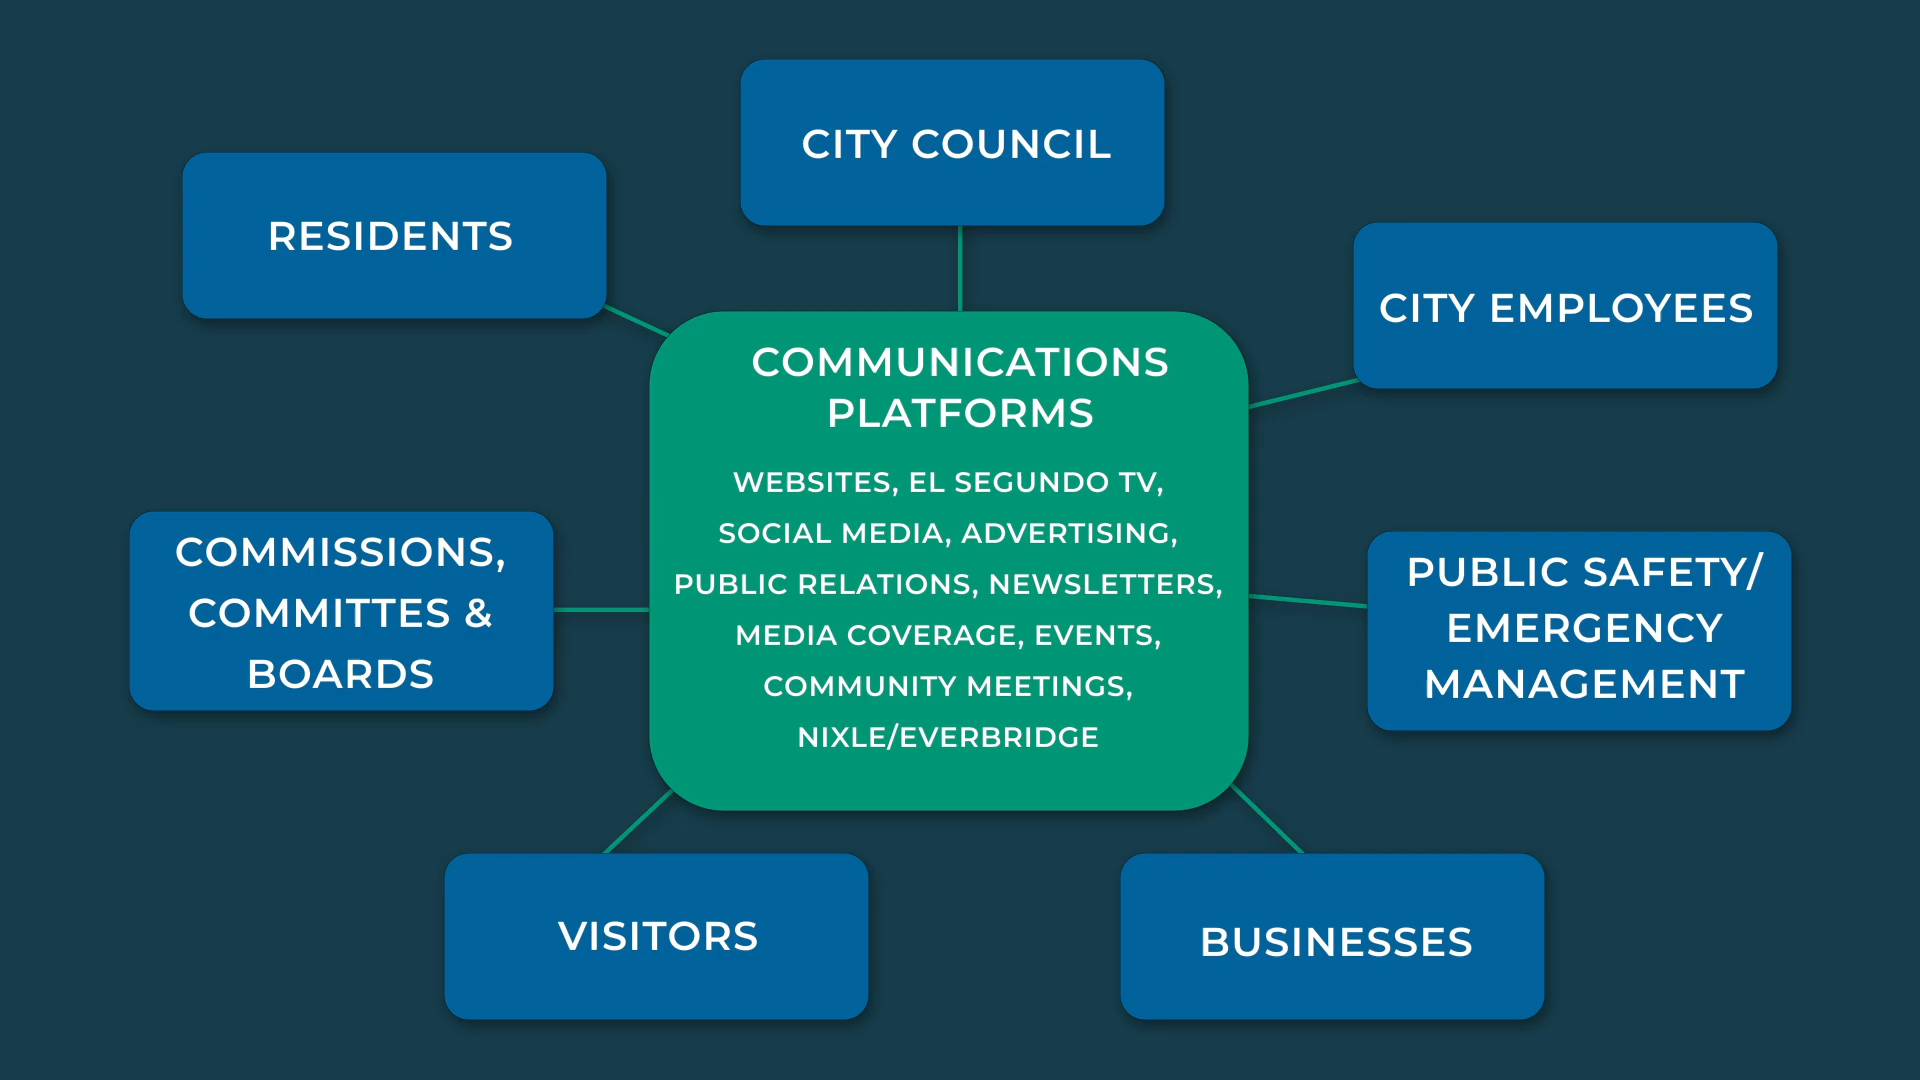 CITY COUNCIL
RESIDENTS
CITY EMPLOYEES
COMMUNICATIONS
PLATFORMS
WEBSITES, EL SEGUNDO TV,
SOCIAL MEDIA, ADVERTISING,
PUBLIC RELATIONS, NEWSLETTERS,
MEDIA COVERAGE, EVENTS,
COMMUNITY MEETINGS,
NIXLE/EVERBRIDGE
COMMISSIONS,
COMMITTES &
BOARDS
PUBLIC SAFETY/
EMERGENCY
MANAGEMENT
VISITORS
BUSINESSES